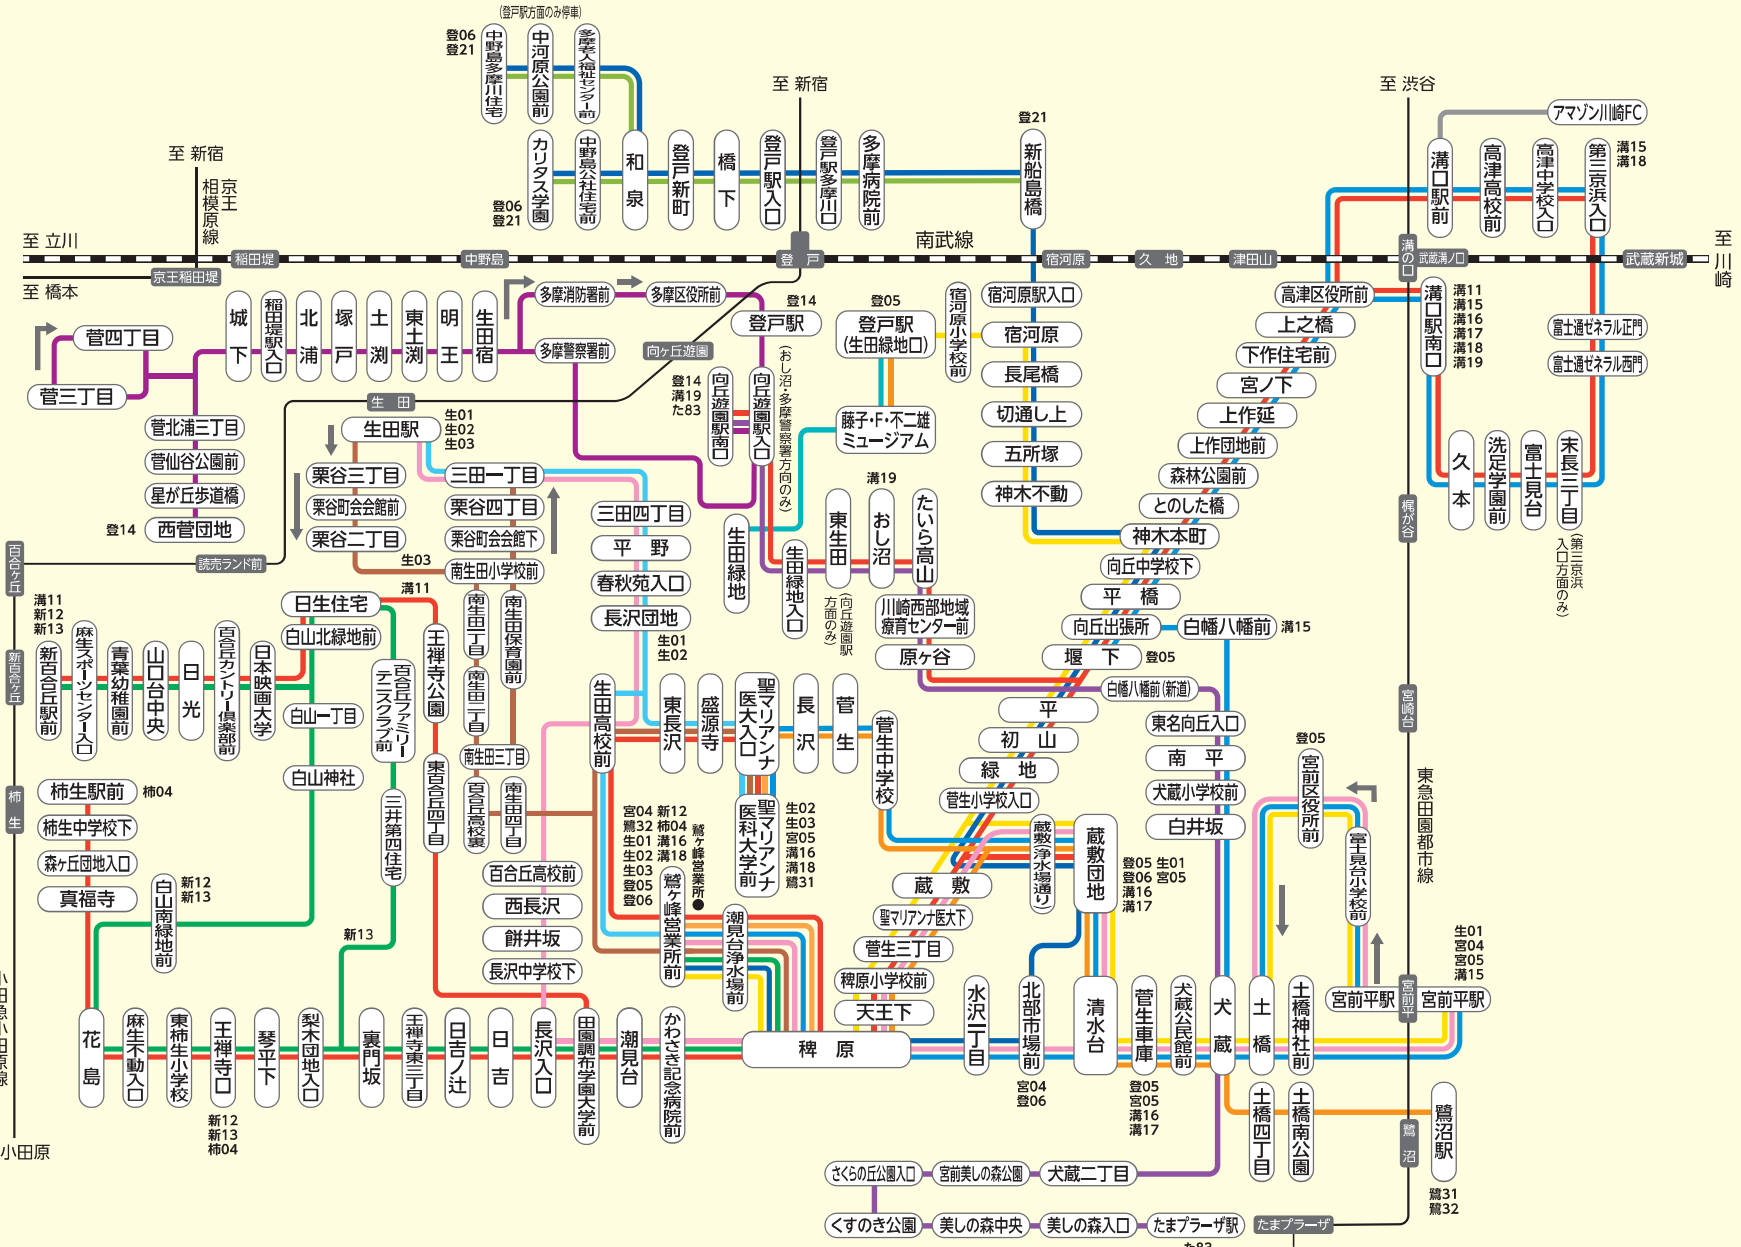 (登戸駅方面のみ停車)
登06
登21
中野島多摩川住宅
中河原公園前
多摩老人福祉センター前
至 新宿
至 渋谷
アマゾン川崎FC
登21
カリタス学園
中野島公社住宅前
和泉
登戸新町
橋下
登戸駅入口
登戸駅多摩川口
多摩病院前
新船島橋
溝口駅前
高津高校前
高津中学校入口
第三京浜入口
溝15
溝18
登06
登21
至 新宿
京王
相模原線
至 立川
南武線
至 川崎
稲田堤
中野島
登戸
宿河原
久地
津田山
溝の口
武蔵溝ノ口
武蔵新城
京王稲田堤
至 橋本
菅四丁目
菅三丁目
城下
稲田堤駅入口
北浦
塚戸
土渕
東土渕
明王
生田宿
多摩消防署前
多摩区役所前
多摩警察署前
登14
登戸駅
登05
登戸駅
(生田緑地口)
宿河原小学校前
宿河原駅入口
宿河原
長尾橋
切通し上
五所塚
神木不動
神木本町
高津区役所前
上之橋
下作住宅前
宮ノ下
上作延
上作団地前
森林公園前
とのした橋
溝口駅南口
溝11
溝15
溝16
溝17
溝18
溝19
富士通ゼネラル正門
富士通ゼネラル西門
向ヶ丘遊園
登14
溝19
た83
向丘遊園駅南口
向丘遊園駅入口
(おし沼・多摩警察署方向のみ)
藤子・F・不二雄
ミュージアム
菅北浦三丁目
菅仙谷公園前
星が丘歩道橋
登14
西菅団地
生田
生田駅
生01
生02
生03
栗谷三丁目
栗谷町会会館前
栗谷二丁目
三田一丁目
栗谷四丁目
栗谷町会会館下
生03
南生田小学校前
溝11
三田四丁目
平野
春秋苑入口
長沢団地
生01
生02
生田緑地
生田緑地入口
東生田
溝19
おし沼
たいら高山
(向丘遊園駅方面のみ)
川崎西部地域
療育センター前
原ヶ谷
久本
洗足学園前
富士見台
末長三丁目
(第三京浜入口方面のみ)
梶が谷
百合ヶ丘
読売ランド前
向丘中学校下
平橋
向丘出張所
白幡八幡前
溝15
堰下
登05
白幡八幡前(新道)
平
初山
緑地
菅生小学校入口
東名向丘入口
南平
犬蔵小学校前
白井坂
宮崎台
東急田園都市線
溝11
新12
新13
新百合ヶ丘
新百合丘駅前
麻生スポーツセンター入口
青葉幼稚園前
山口台中央
日光
百合丘カントリー倶楽部前
日本映画大学
日生住宅
白山北緑地前
白山一丁目
白山神社
百合丘ファミリー
テニスクラブ前
三井第四住宅
王禅寺公園
東百合丘四丁目
南生田一丁目
南生田二丁目
南生田保育園前
南生田三丁目
百合丘高校裏
南生田四丁目
柿生
柿生駅前
柿04
柿生中学校下
森ヶ丘団地入口
真福寺
白山南緑地前
新12
新13
新13
生田高校前
東長沢
盛源寺
聖マリアンナ
医大入口
長沢
菅生
菅生中学校
聖マリアンナ
医科大学前
生02
生03
宮05
溝16
溝18
鷺31
宮04 新12
鷺32 柿04
生01 溝16
生02 溝18
生03
登05
登06
鷲ヶ峰営業所
鷲ヶ峰営業所前
潮見台浄水場前
百合丘高校前
西長沢
餅井坂
長沢中学校下
蔵敷(浄水場通り)
蔵敷団地
登05 生01
登06 宮05
溝16
溝17
蔵敷
聖マリアンナ医大下
菅生三丁目
稗原小学校前
天王下
登05
宮前区役所前
富士見台小学校前
宮前平駅
宮前平
宮前平駅
生01
宮04
宮05
溝15
花島
麻生不動入口
東柿生小学校
王禅寺口
琴平下
梨木団地入口
裏門坂
王禅寺東三丁目
日吉ノ辻
日吉
長沢入口
田園調布学園大学前
潮見台
かわさき記念病院前
稗原
水沢一丁目
北部市場前
清水台
菅生車庫
犬蔵公民館前
犬蔵
土橋
土橋神社前
新12
新13
柿04
宮04
登06
登05
宮05
溝16
溝17
土橋四丁目
土橋南公園
鷺沼
鷺沼駅
鷺31
鷺32
小田急小田原線
小田原
さくらの丘公園入口
宮前美しの森公園
犬蔵二丁目
くすのき公園
美しの森中央
美しの森入口
たまプラーザ駅
たまプラーザ
た83